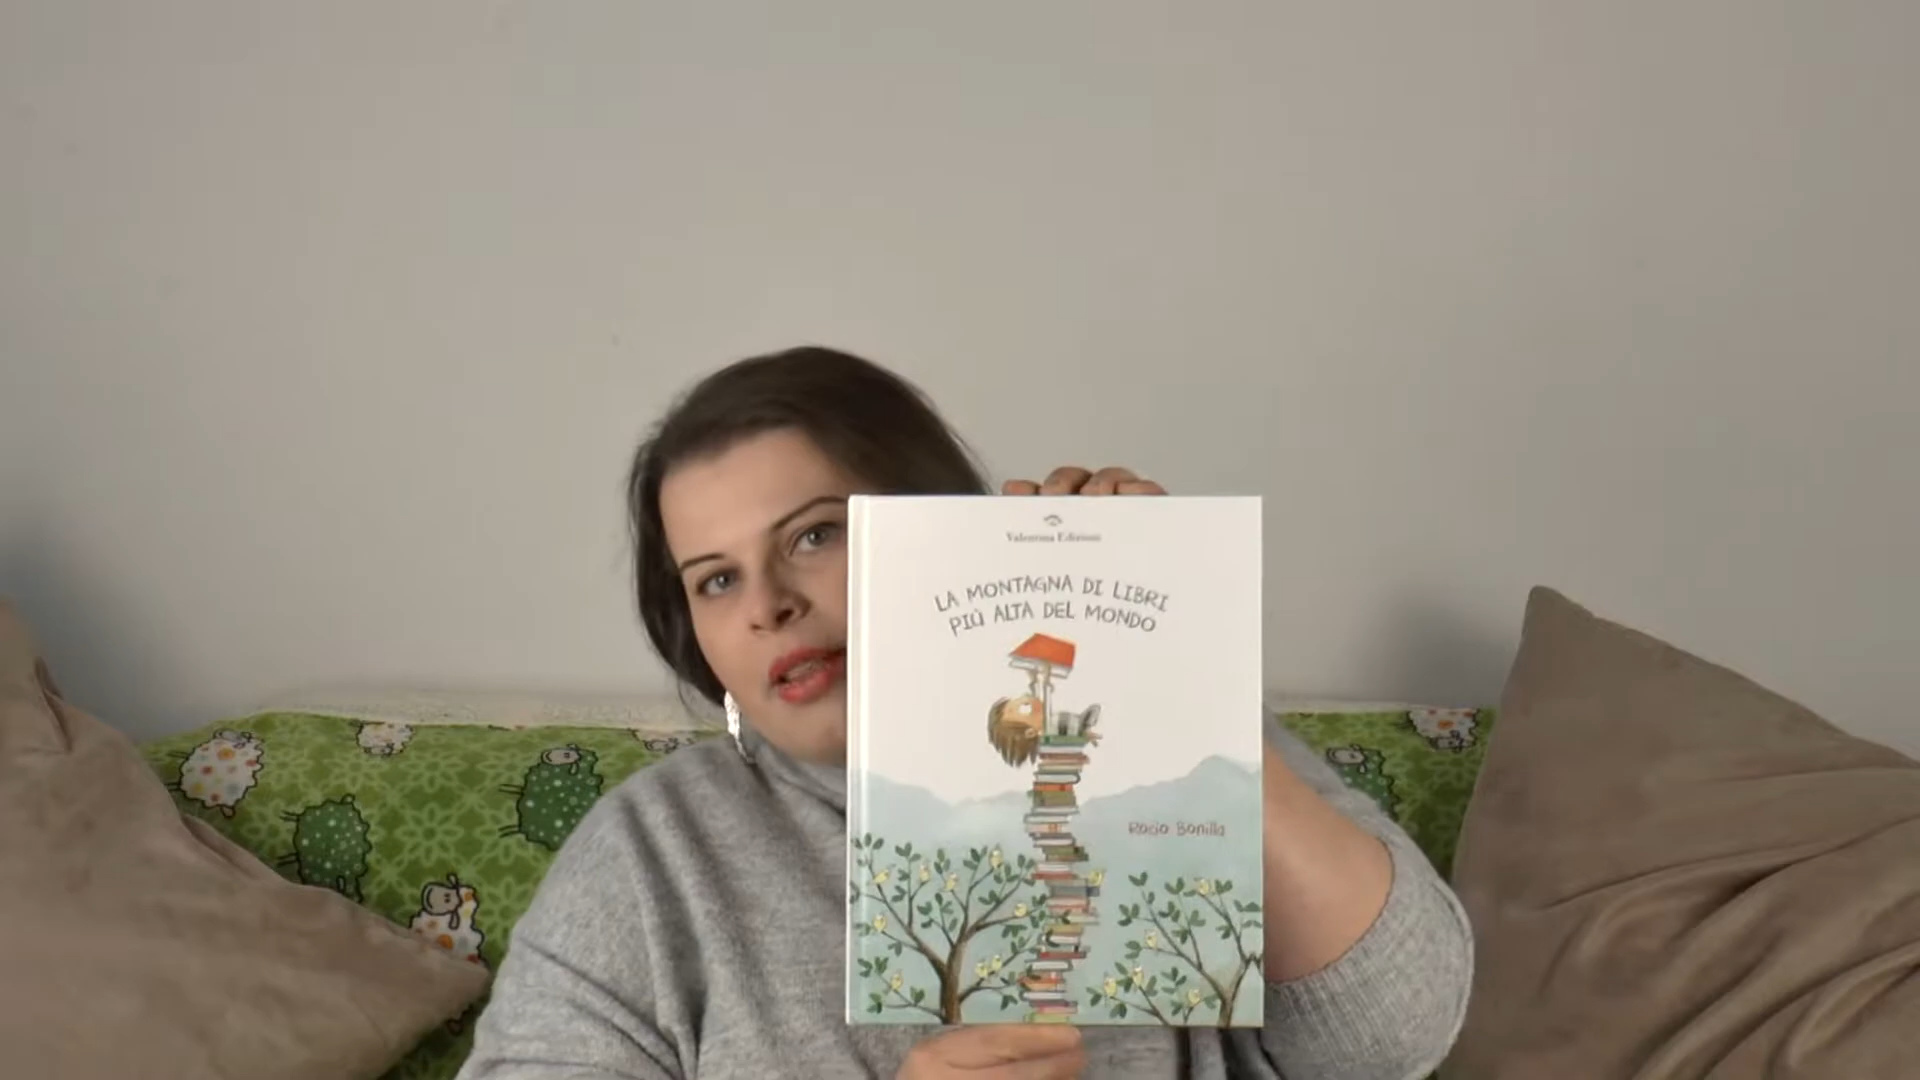 Valentina Edizioni
LA MONTAGNA DI LIBRI
PIÙ ALTA DEL MONDO
Rocio Bonilla